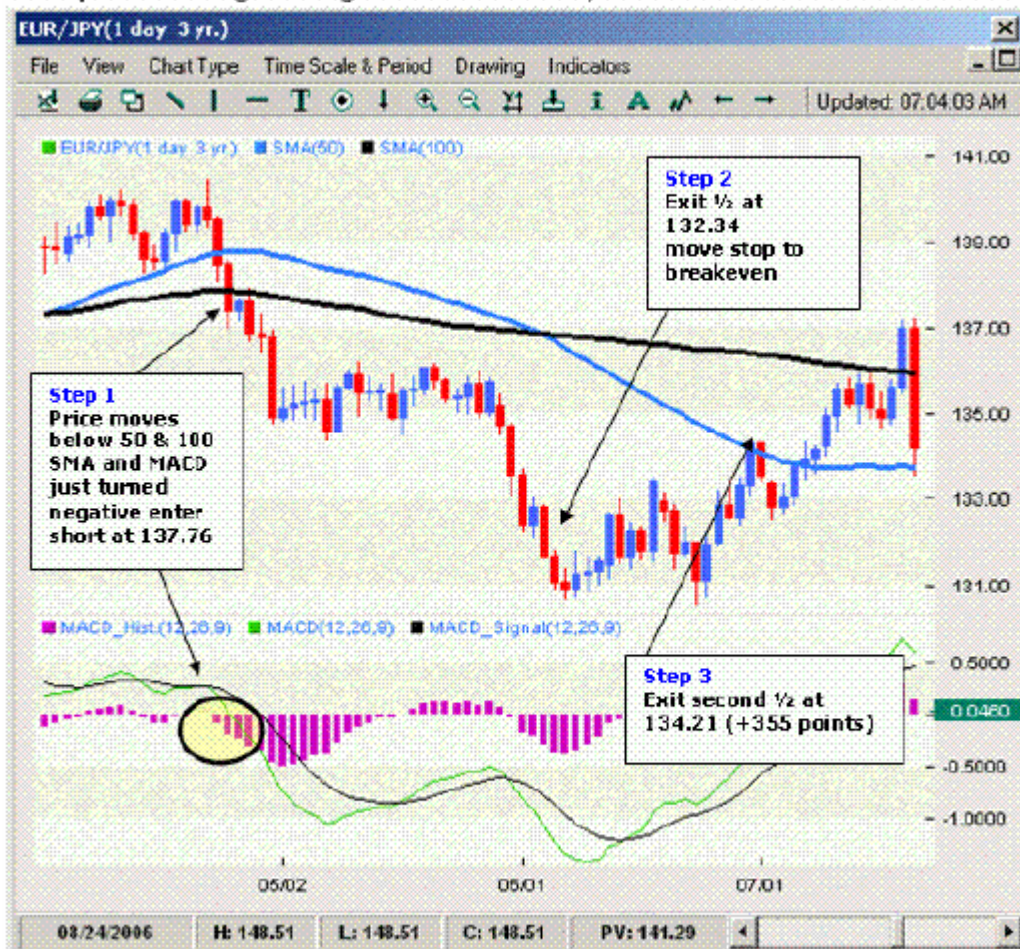 EUR/JPY(1 day 3 yr.)
File View Chart Type Time Scale & Period Drawing Indicators
Updated: 07:04:03 AM
EUR/JPY(1 day 3 yr.) SMA(50) SMA(100)
141.00
139.00
137.00
135.00
133.00
131.00
Step 2
Exit ½ at
132.34
move stop to
breakeven
Step 1
Price moves
below 50 & 100
SMA and MACD
just turned
negative enter
short at 137.76
MACD_Hist(12,26,9) MACD(12,26,9) MACD_Signal(12,26,9)
Step 3
Exit second ½ at
134.21 (+355 points)
0.5000
0.0460
-0.5000
-1.0000
05/02 06/01 07/01
08/24/2006 H: 148.51 L: 148.51 C: 148.51 PV: 141.29